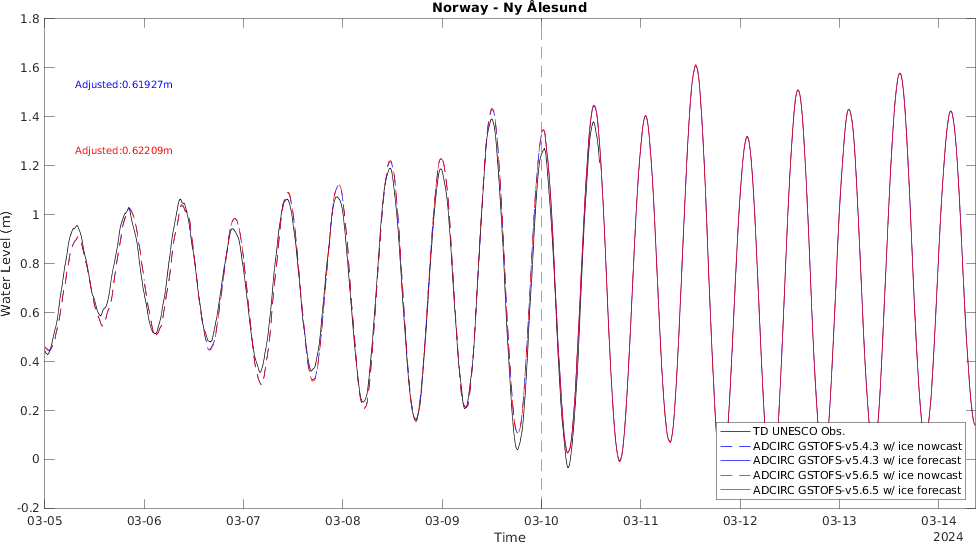 Norway - Ny Ålesund
1.8
1.6
1.4
1.2
1
0.8
0.6
0.4
0.2
0
-0.2
Water Level (m)
Adjusted:0.61927m
Adjusted:0.62209m
TD UNESCO Obs.
ADCIRC GSTOFS-v5.4.3 w/ ice nowcast
ADCIRC GSTOFS-v5.4.3 w/ ice forecast
ADCIRC GSTOFS-v5.6.5 w/ ice nowcast
ADCIRC GSTOFS-v5.6.5 w/ ice forecast
03-05 03-06 03-07 03-08 03-09 03-10 03-11 03-12 03-13 03-14
Time
2024